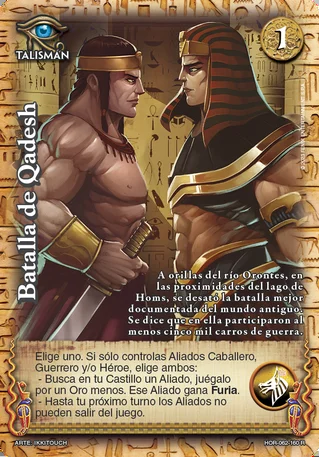 TALISMÁN
1
Batalla de Qadesh
A orillas del río Orontes, en
las proximidades del lago de
Homs, se desató la batalla mejor
documentada del mundo antiguo.
Se dice que en ella participaron al
menos cinco mil carros de guerra.
Elige uno. Si sólo controlas Aliados Caballero,
Guerrero y/o Héroe, elige ambos:
- Busca en tu Castillo un Aliado, juégalo
por un Oro menos. Ese Aliado gana Furia.
- Hasta tu próximo turno los Aliados no
pueden salir del juego.
ARTE: IKKITOUCH
HOR-062-160 R